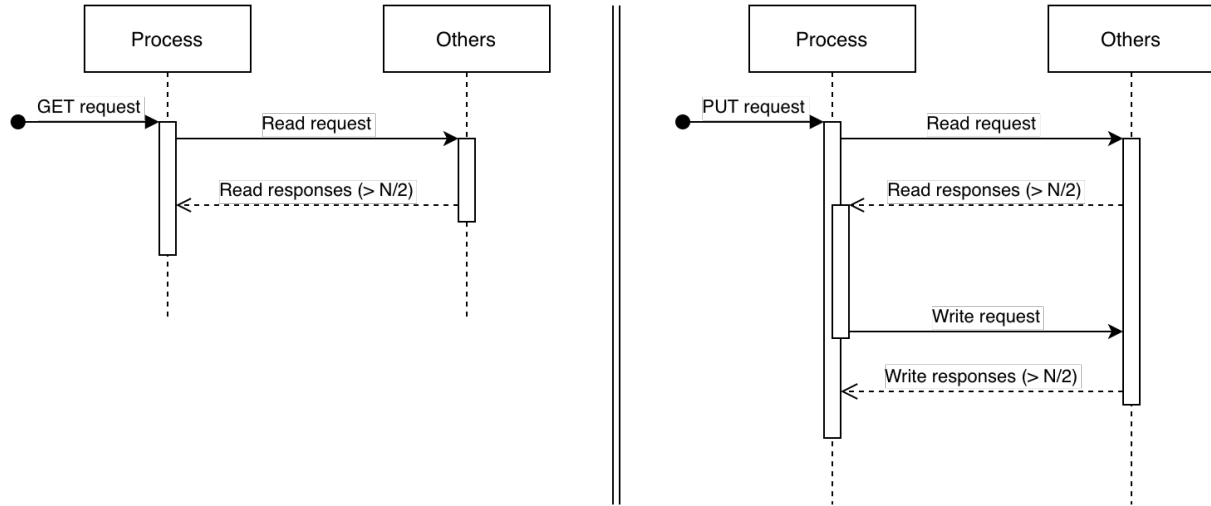 Process
Others
GET request
Read request
Read responses (> N/2)
Process
Others
PUT request
Read request
Read responses (> N/2)
Write request
Write responses (> N/2)